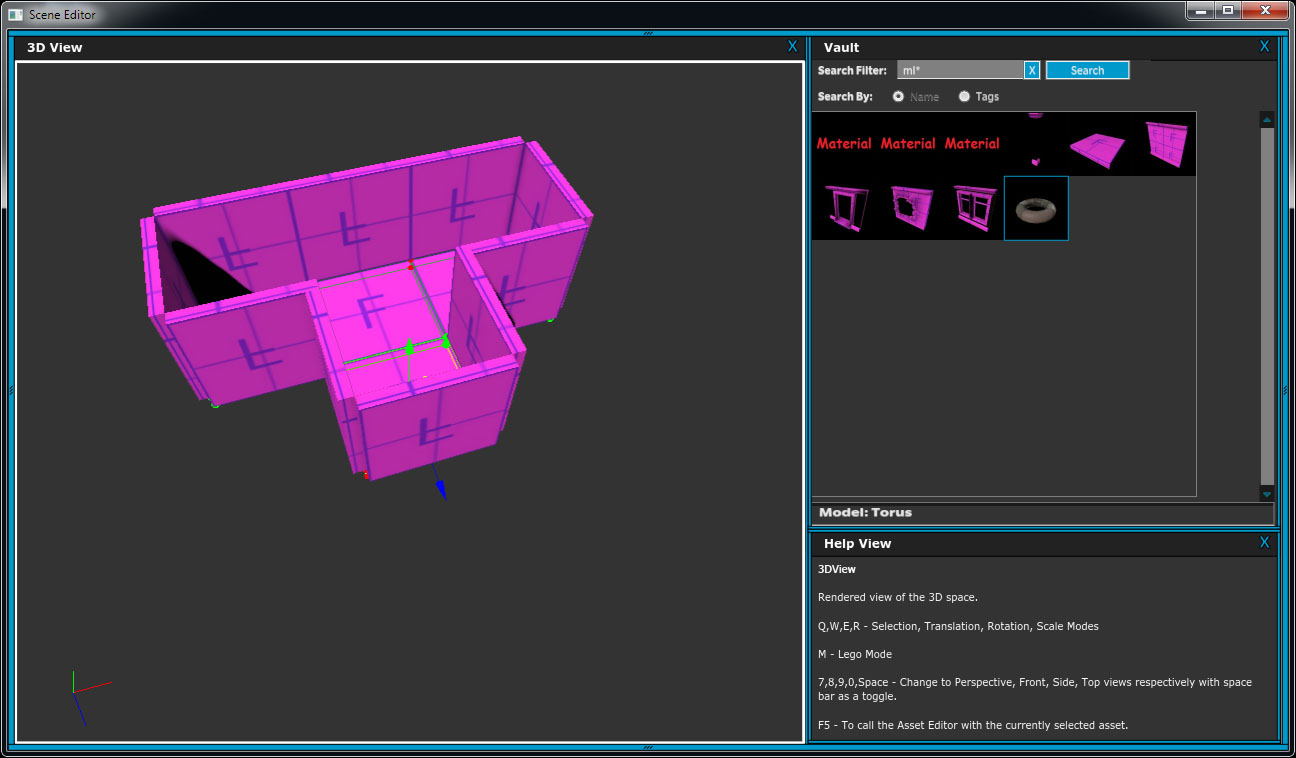 Scene Editor
3D View
X
Vault
X
Search Filter:
ml*
X
Search
Search By:
Name
Tags
Material
Material
Material
Model: Torus
Help View
X
3DView
Rendered view of the 3D space.
Q,W,E,R - Selection, Translation, Rotation, Scale Modes
M - Lego Mode
7,8,9,0,Space - Change to Perspective, Front, Side, Top views respectively with space
bar as a toggle.
F5 - To call the Asset Editor with the currently selected asset.